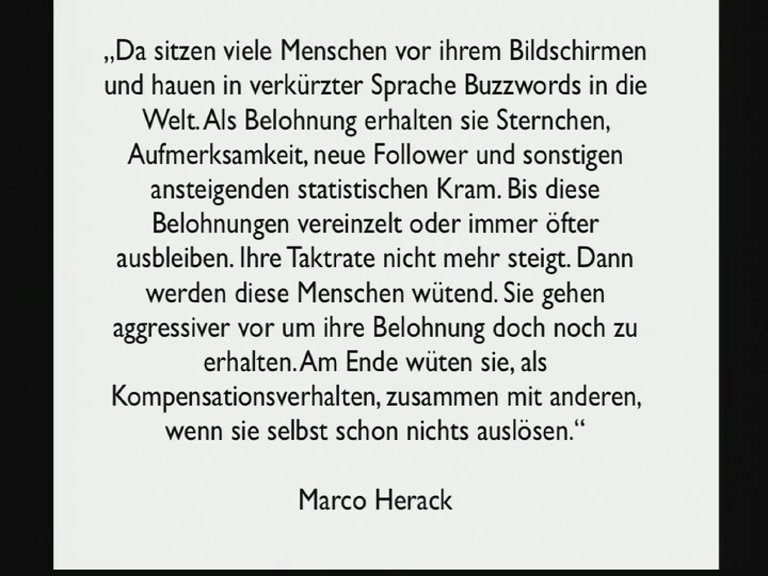 „Da sitzen viele Menschen vor ihrem Bildschirmen
und hauen in verkürzter Sprache Buzzwords in die
Welt. Als Belohnung erhalten sie Sternchen,
Aufmerksamkeit, neue Follower und sonstigen
ansteigenden statistischen Kram. Bis diese
Belohnungen vereinzelt oder immer öfter
ausbleiben. Ihre Taktrate nicht mehr steigt. Dann
werden diese Menschen wütend. Sie gehen
aggressiver vor um ihre Belohnung doch noch zu
erhalten. Am Ende wüten sie, als
Kompensationsverhalten, zusammen mit anderen,
wenn sie selbst schon nichts auslösen.“
Marco Herack